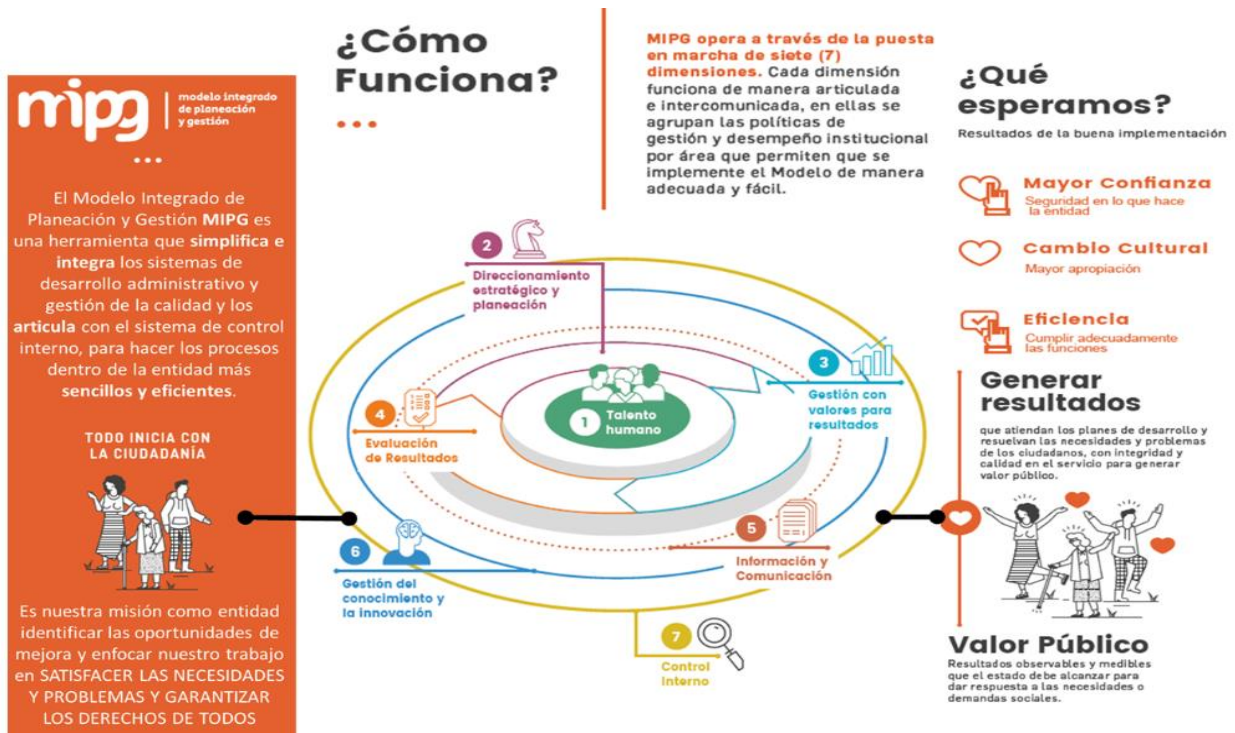 mipg
modelo integrado
de planeación
y gestión
El Modelo Integrado de
Planeación y Gestión MIPG es
una herramienta que simplifica e
integra los sistemas de
desarrollo administrativo y
gestión de la calidad y los
articula con el sistema de control
interno, para hacer los procesos
dentro de la entidad más
sencillos y eficientes.
TODO INICIA CON
LA CIUDADANÍA
Es nuestra misión como entidad
identificar las oportunidades de
mejora y enfocar nuestro trabajo
en SATISFACER LAS NECESIDADES
Y PROBLEMAS Y GARANTIZAR
LOS DERECHOS DE TODOS
¿Cómo
Funciona?
MIPG opera a través de la puesta
en marcha de siete (7)
dimensiones. Cada dimensión
funciona de manera articulada
e intercomunicada, en ellas se
agrupan las políticas de
gestión y desempeño institucional
por área que permiten que se
implemente el Modelo de manera
adecuada y fácil.
1
Talento
humano
2
Direccionamiento
estratégico y
planeación
3
Gestión con
valores para
resultados
4
Evaluación
de Resultados
5
Información y
Comunicación
6
Gestión del
conocimiento y
la innovación
7
Control
Interno
¿Qué
esperamos?
Resultados de la buena implementación
Mayor Confianza
Seguridad en lo que hace
la entidad
Cambio Cultural
Mayor apropiación
Eficiencia
Cumplir adecuadamente
las funciones
Generar
resultados
que atiendan los planes de desarrollo y
resuelvan las necesidades y problemas
de los ciudadanos, con integridad y
calidad en el servicio para generar
valor público.
Valor Público
Resultados observables y medibles
que el estado debe alcanzar para
dar respuesta a las necesidades o
demandas sociales.